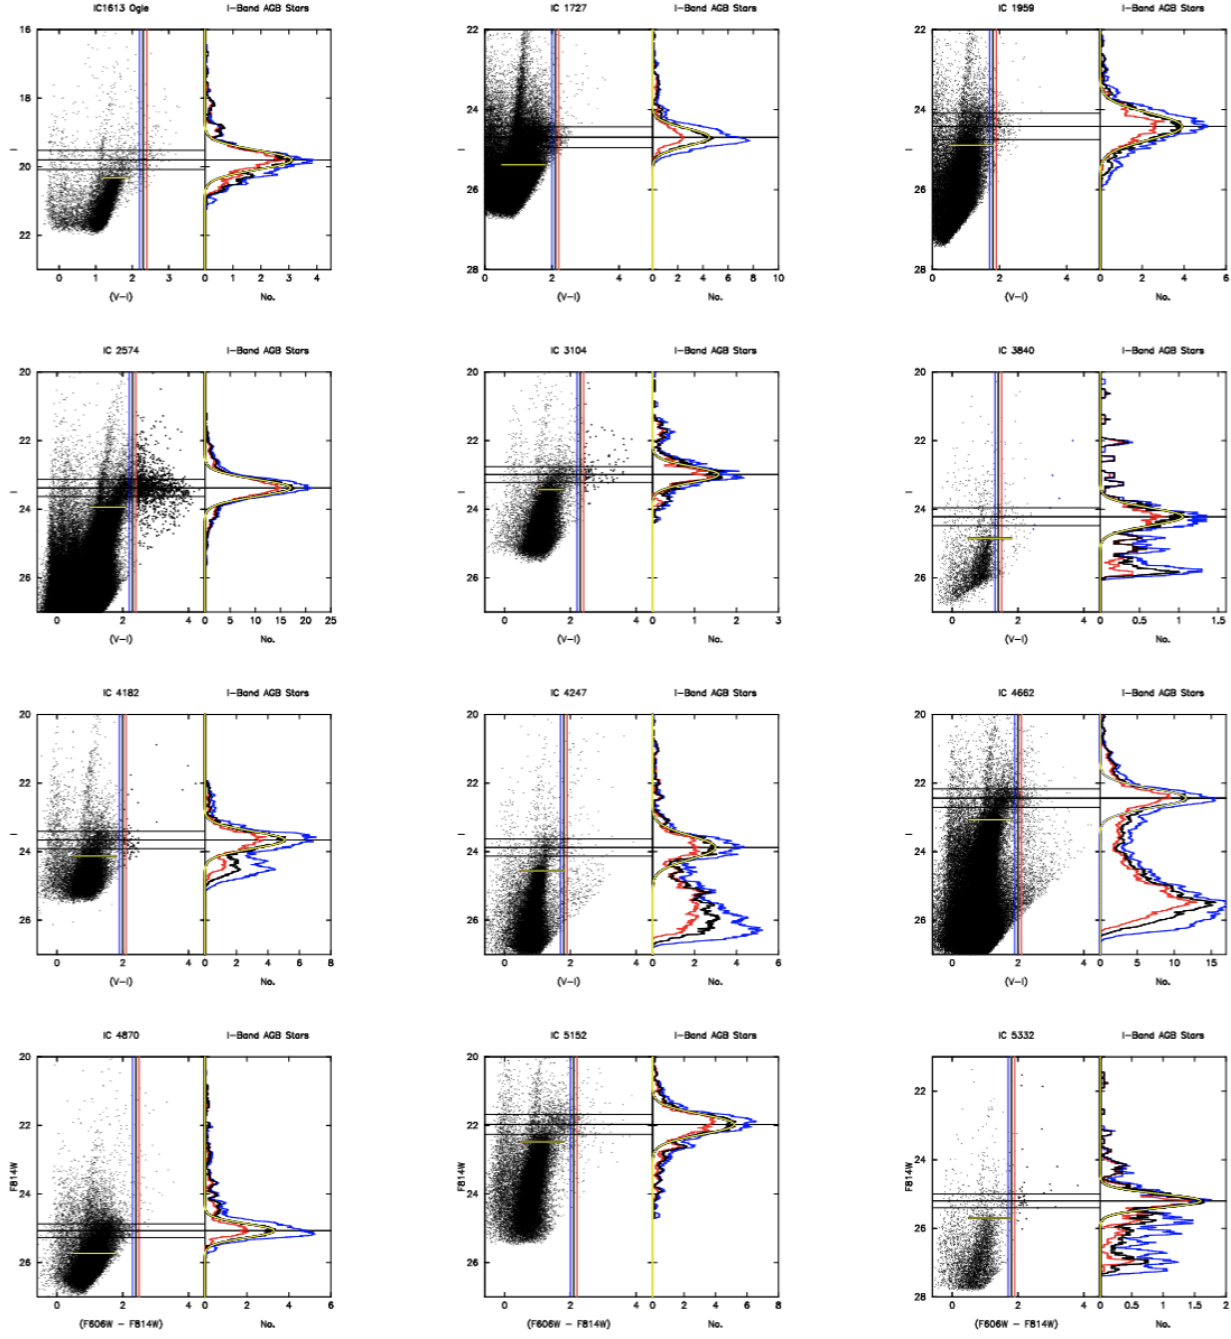 IC1613 Ogle I-Band AGB Stars
16
18
20
22
I
0 1 2 3 0 1 2 3 4
(V-I) No.
IC 1727 I-Band AGB Stars
22
24
26
28
I
0 2 4 0 2 4 6 8 10
(V-I) No.
IC 1959 I-Band AGB Stars
22
24
26
28
I
0 2 4 0 2 4 6
(V-I) No.
IC 2574 I-Band AGB Stars
20
22
24
26
I
0 2 4 0 5 10 15 20 25
(V-I) No.
IC 3104 I-Band AGB Stars
20
22
24
26
I
0 2 4 0 1 2 3
(V-I) No.
IC 3840 I-Band AGB Stars
20
22
24
26
I
0 2 4 0 0.5 1 1.5
(V-I) No.
IC 4182 I-Band AGB Stars
20
22
24
26
I
0 2 4 0 2 4 6 8
(V-I) No.
IC 4247 I-Band AGB Stars
20
22
24
26
I
0 2 4 0 2 4 6
(V-I) No.
IC 4662 I-Band AGB Stars
20
22
24
26
I
0 2 4 0 5 10 15
(V-I) No.
IC 4870 I-Band AGB Stars
20
22
24
26
F814W
0 2 4 0 2 4 6
(F606W - F814W) No.
IC 5152 I-Band AGB Stars
20
22
24
26
F814W
0 2 4 0 2 4 6 8
(F606W - F814W) No.
IC 5332 I-Band AGB Stars
22
24
26
28
F814W
0 2 4 0 0.5 1 1.5 2
(F606W - F814W) No.